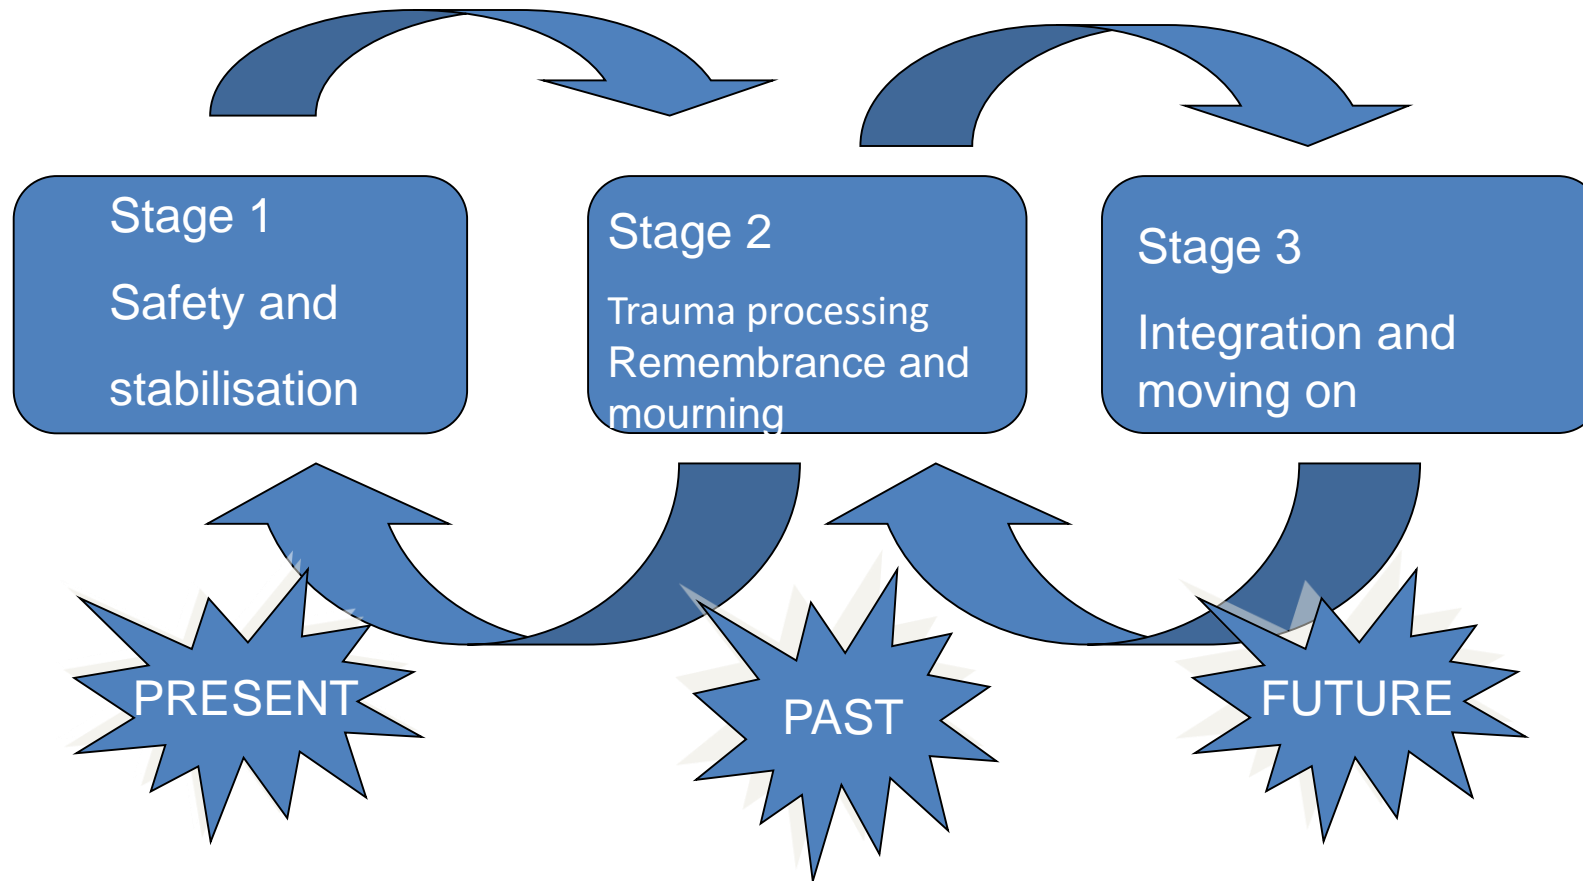 Stage 1
Safety and
stabilisation
Stage 2
Trauma processing
Remembrance and
mourning
Stage 3
Integration and
moving on
PRESENT
PAST
FUTURE